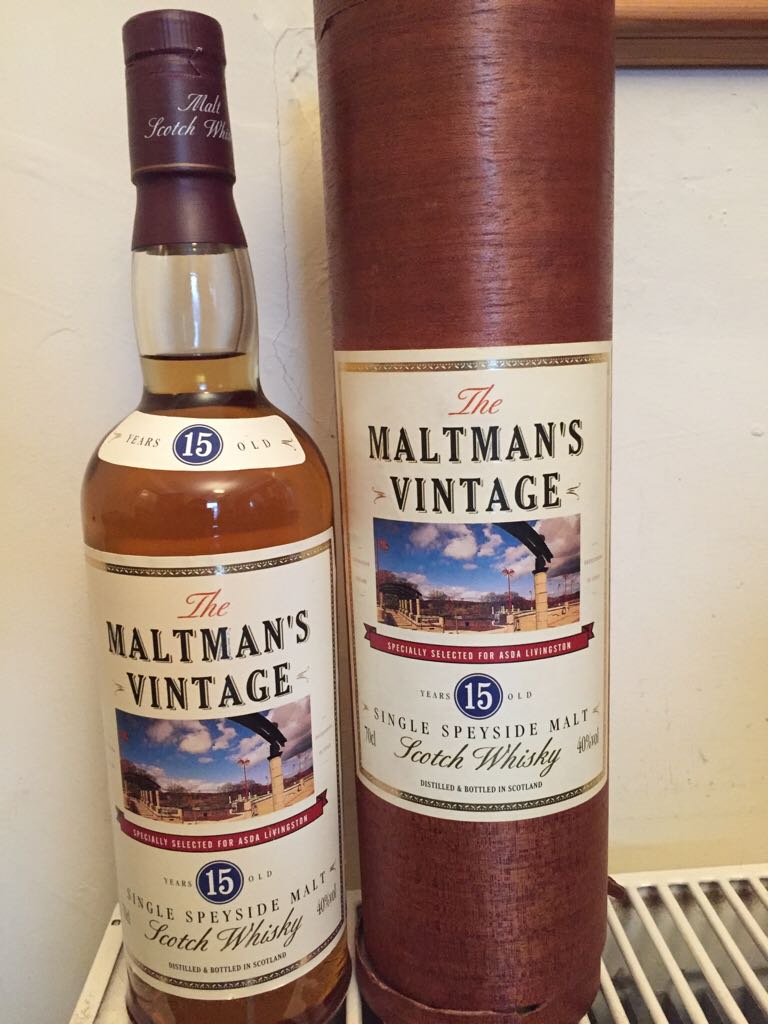 Malt
Scotch
YEARS 15 OLD
The
MALTMAN'S
VINTAGE
SPECIALLY SELECTED FOR ASDA LIVINGSTON
YEARS 15 OLD
SINGLE SPEYSIDE MALT
40%vol
Scotch Whisky
DISTILLED & BOTTLED IN SCOTLAND
The
MALTMAN'S
VINTAGE
SPECIALLY SELECTED FOR ASDA LIVINGSTON
YEARS 15 OLD
SINGLE SPEYSIDE MALT
70cl Scotch Whisky 40%vol
DISTILLED & BOTTLED IN SCOTLAND